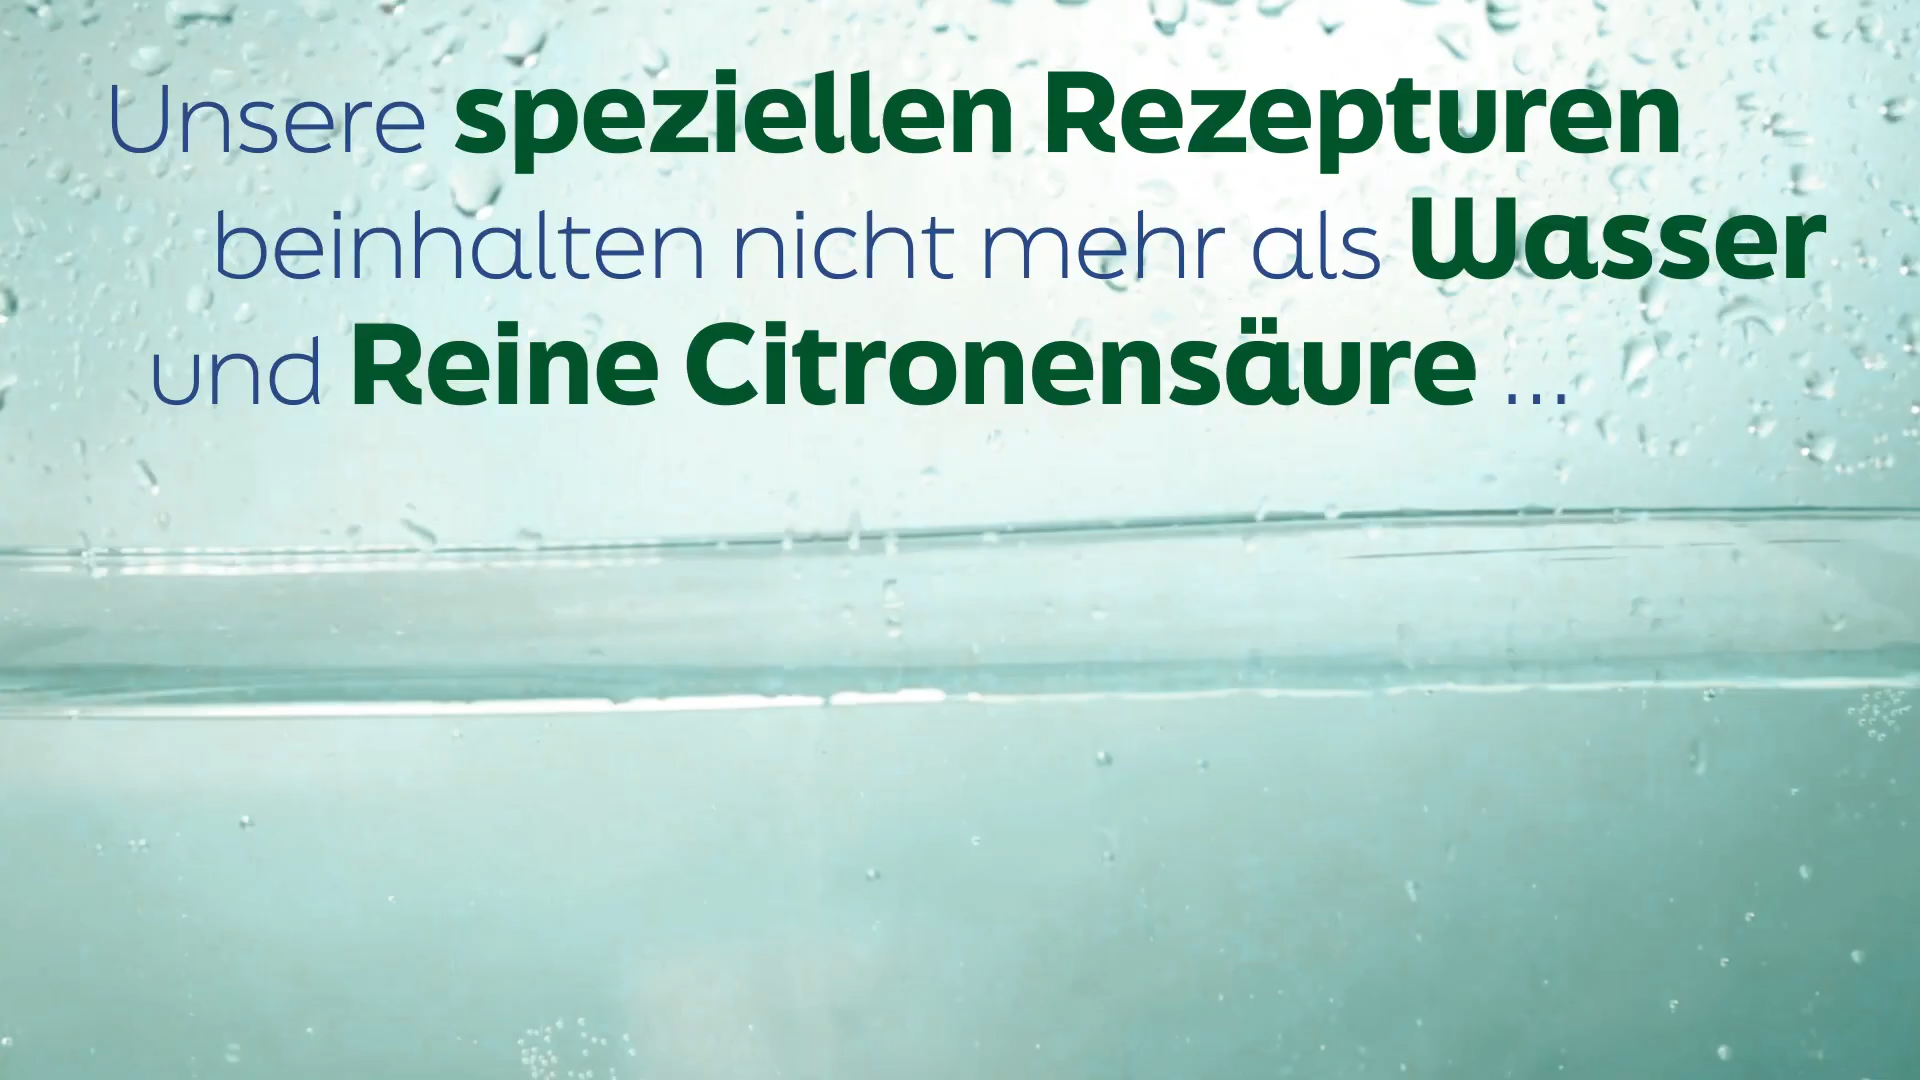 Unsere speziellen Rezepturen
beinhalten nicht mehr als Wasser
und Reine Citronensäure ...